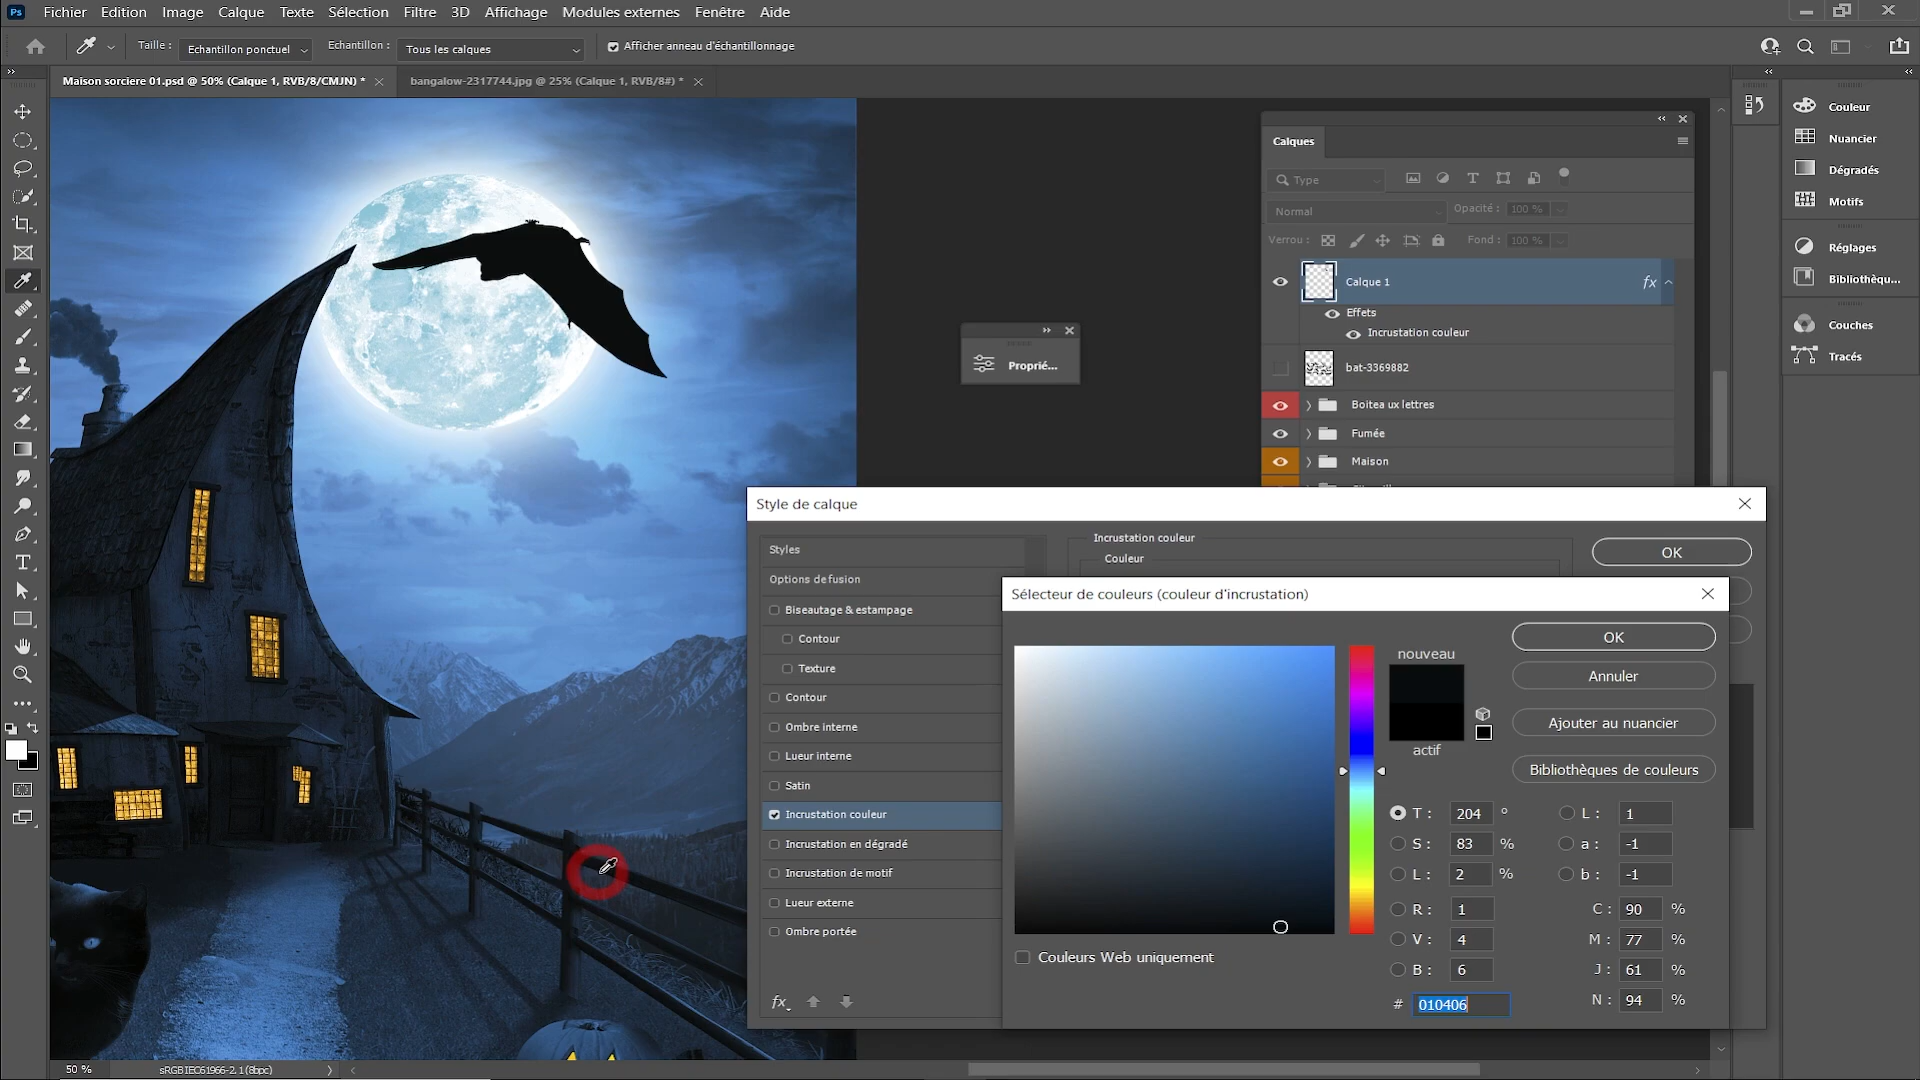 Ps Fichier Edition Image Calque Texte Sélection Filtre 3D Affichage Modules externes Fenêtre Aide
Taille : Echantillon ponctuel Echantillon : Tous les calques Afficher anneau d'échantillonnage
Maison sorciere 01.psd @ 50% (Calque 1, RVB/8/CMJN) * bangalow-2317744.jpg @ 25% (Calque 1, RVB/8#) *
Couleur
Nuancier
Dégradés
Motifs
Réglages
Bibliothèqu...
Couches
Tracés
Calques
Type
Normal Opacité : 100 %
Verrou : Fond : 100 %
Calque 1 fx
Effets
Incrustation couleur
bat-3369882
Boitea ux lettres
Fumée
Maison
Proprié...
Style de calque
Styles
Options de fusion
Biseautage & estampage
Contour
Texture
Contour
Ombre interne
Lueur interne
Satin
Incrustation couleur
Incrustation en dégradé
Incrustation de motif
Lueur externe
Ombre portée
fx
Incrustation couleur
Couleur
OK
Sélecteur de couleurs (couleur d'incrustation)
nouveau
actif
OK
Annuler
Ajouter au nuancier
Bibliothèques de couleurs
T : 204 ° L : 1
S : 83 % a : -1
L : 2 % b : -1
R : 1 C : 90 %
V : 4 M : 77 %
B : 6 J : 61 %
# 010406 N : 94 %
Couleurs Web uniquement
50 % sRGB IEC61966-2.1 (8bpc)